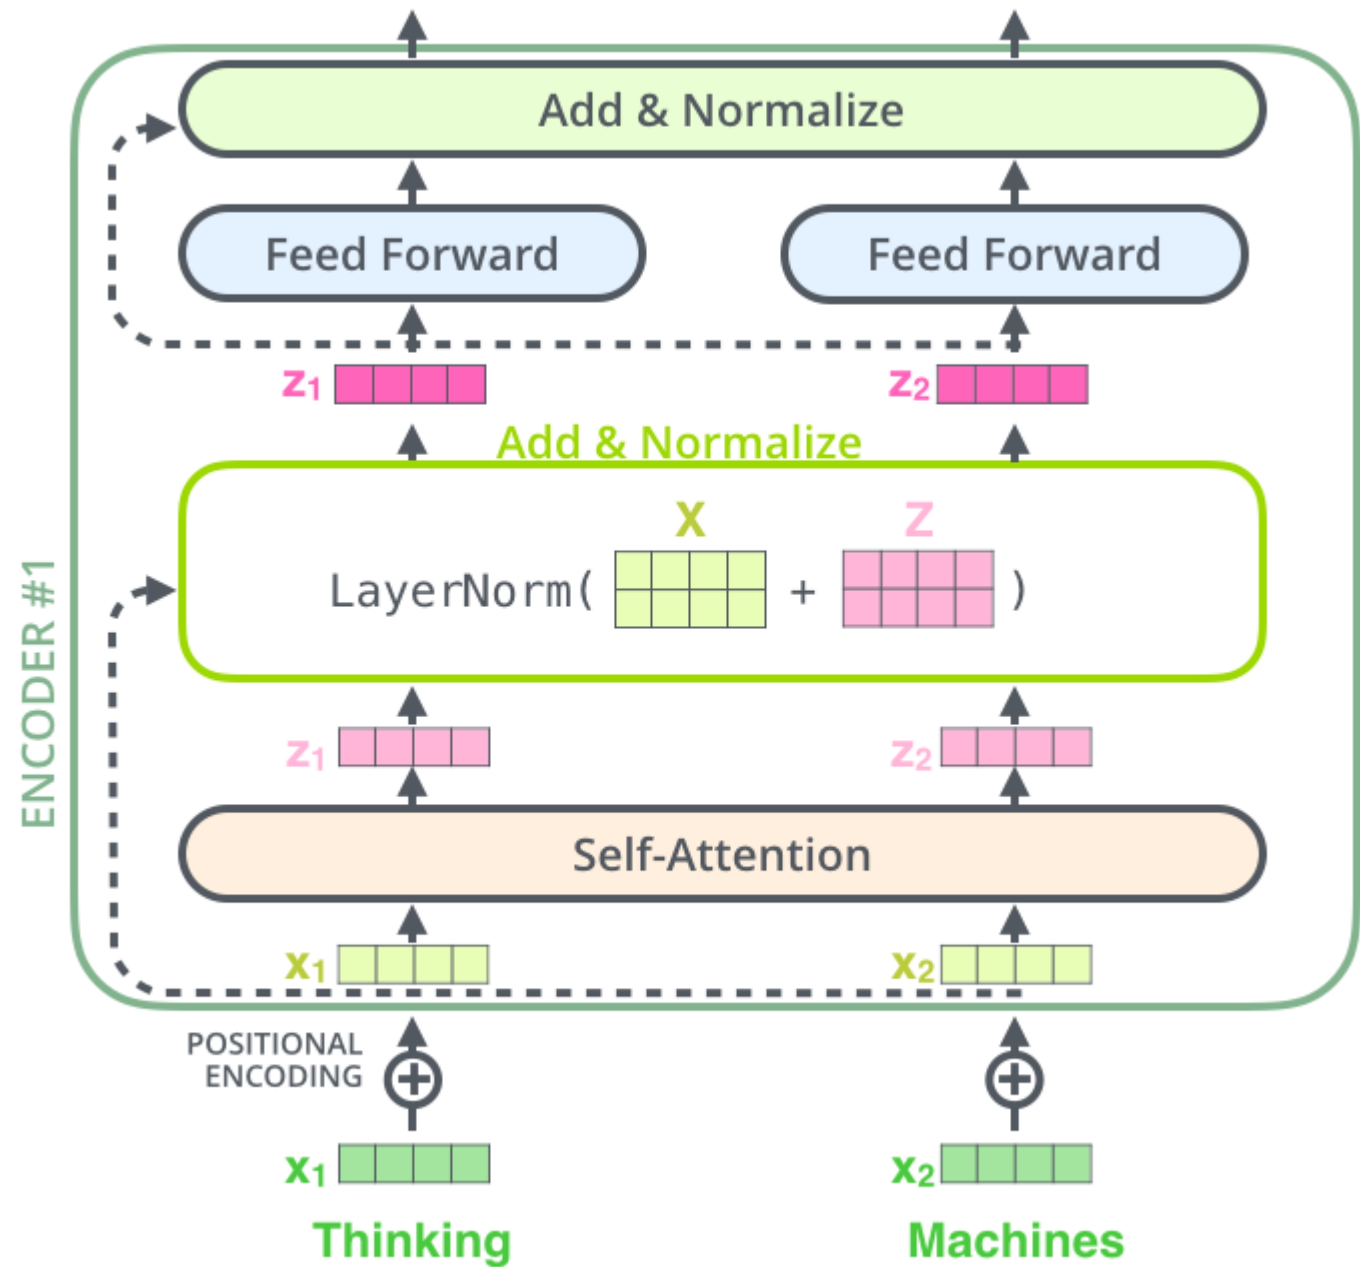 Add & Normalize
Feed Forward
Feed Forward
z1
z2
Add & Normalize
X
Z
LayerNorm(
+
)
ENCODER #1
z1
z2
Self-Attention
x1
x2
POSITIONAL
ENCODING
x1
x2
Thinking
Machines